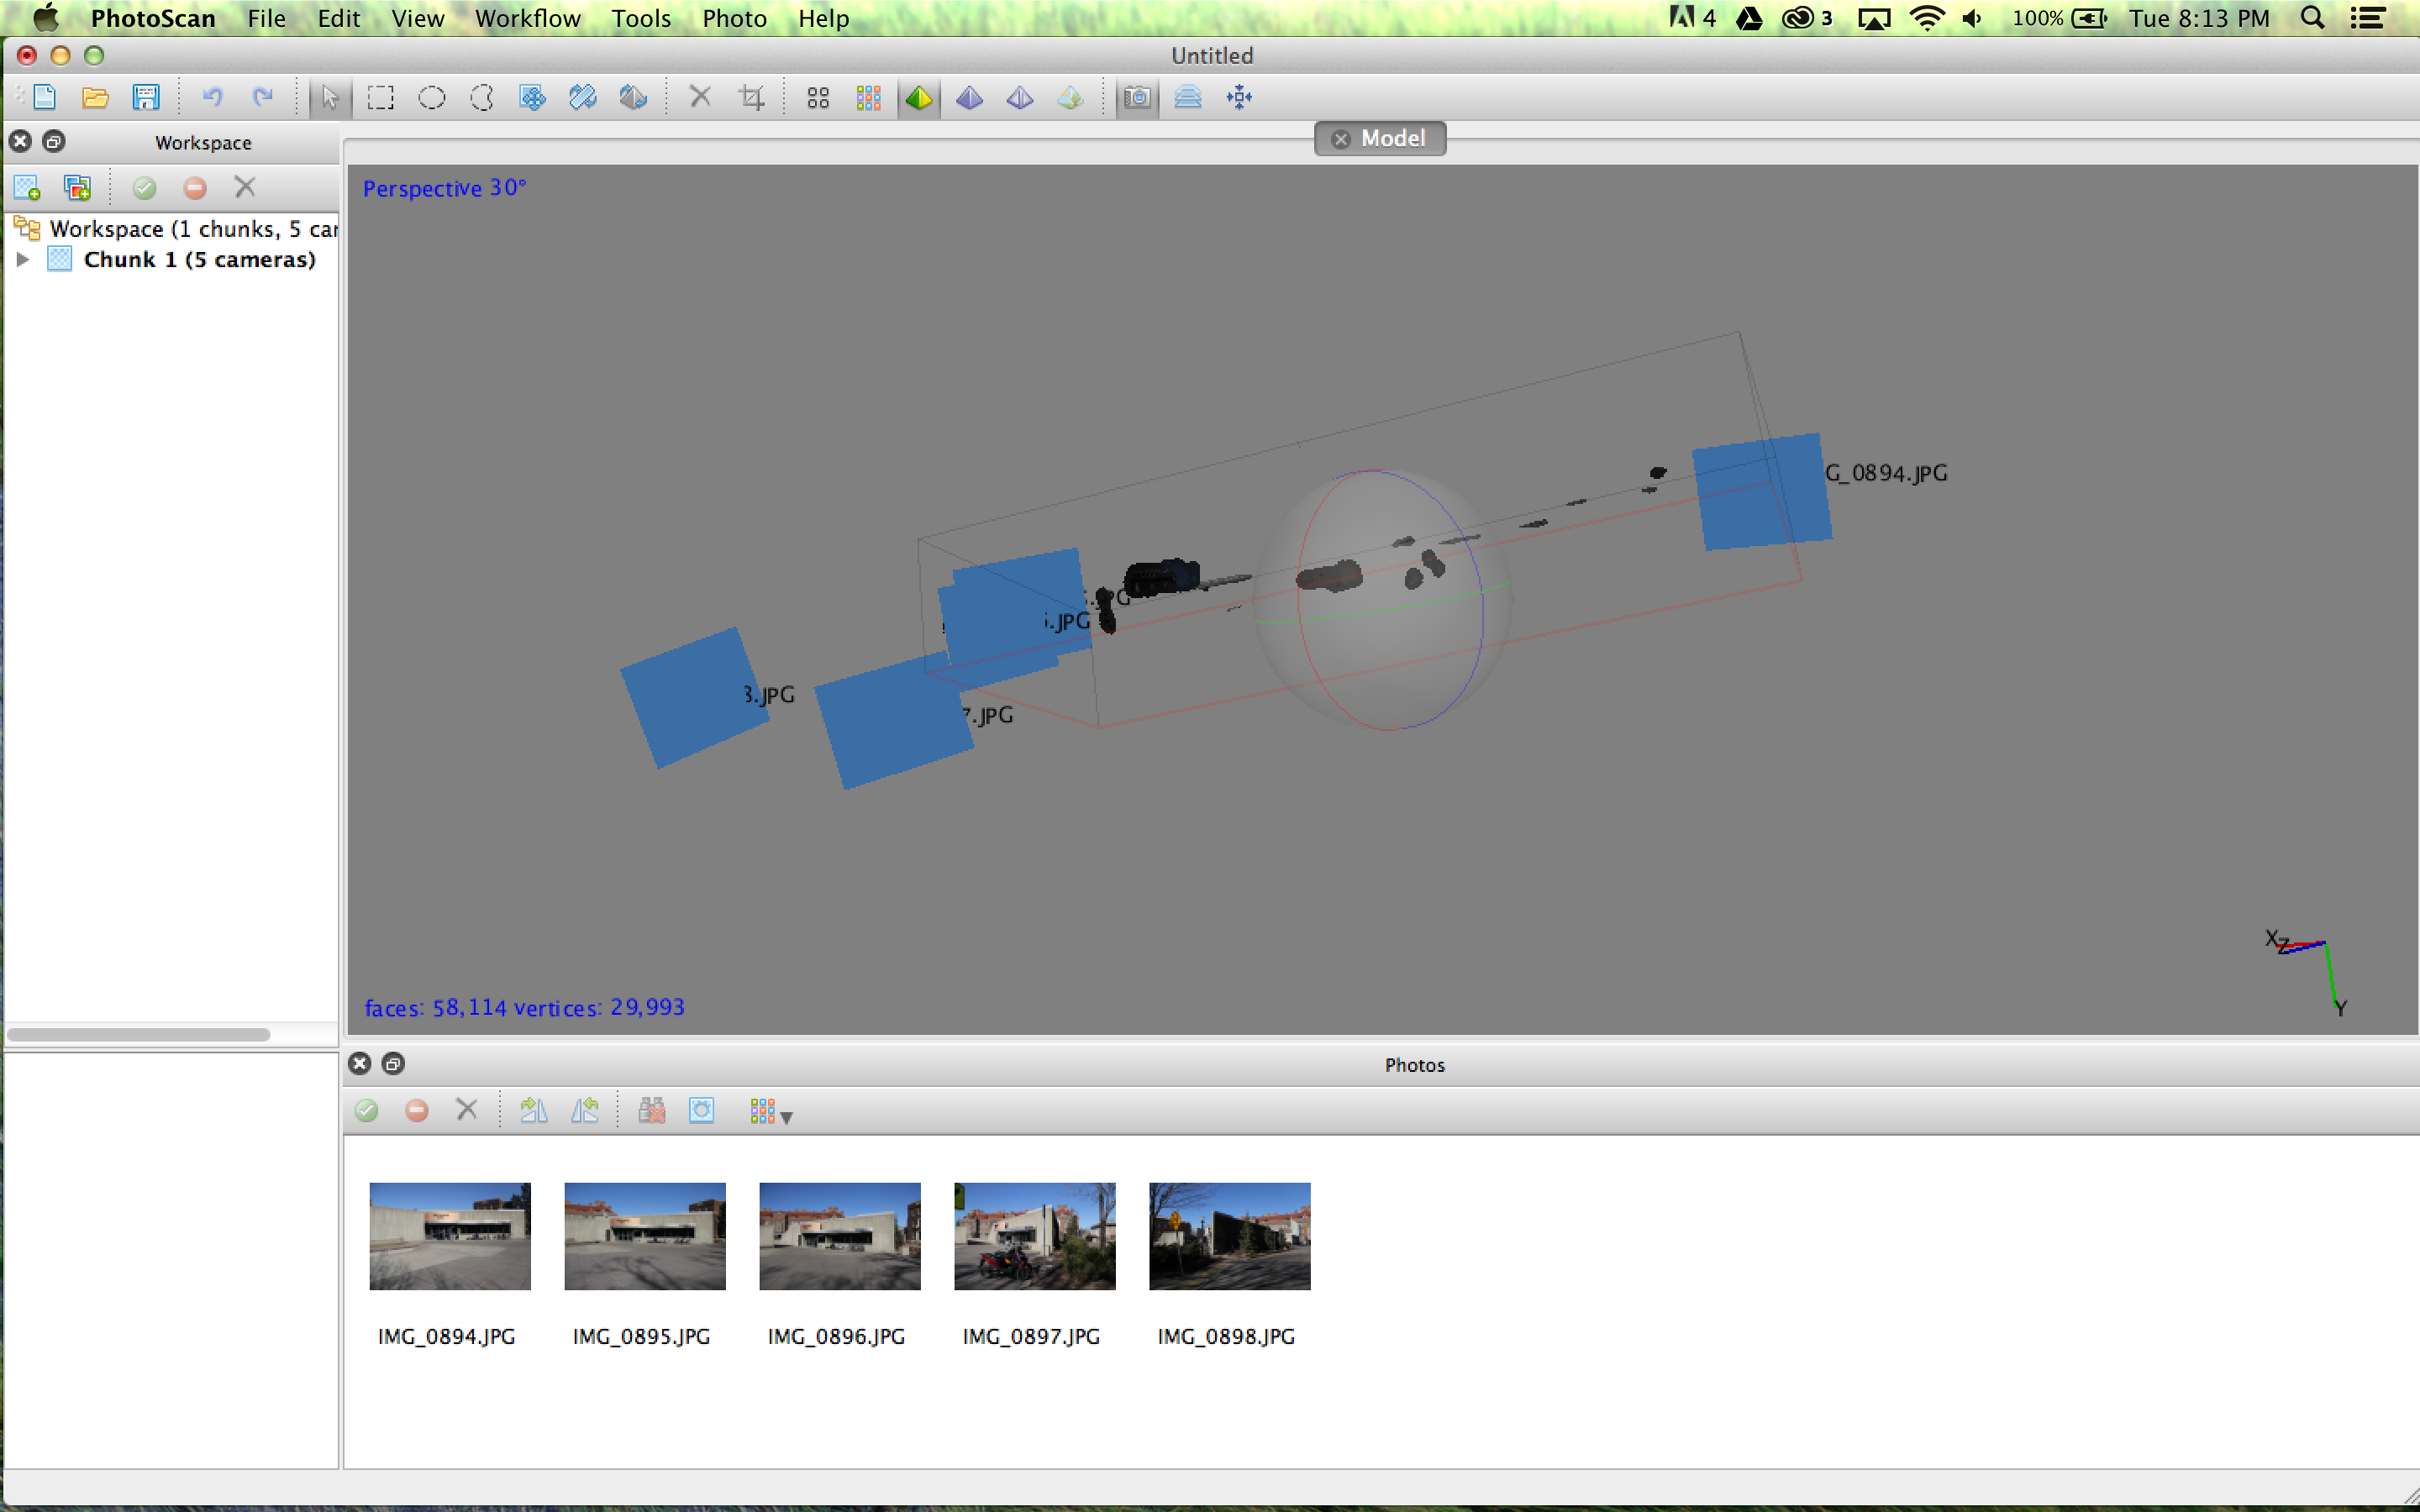 PhotoScan File Edit View Workflow Tools Photo Help 4 3 100% Tue 8:13 PM
Untitled
Workspace
Model
Perspective 30°
Workspace (1 chunks, 5 car
Chunk 1 (5 cameras)
G_0894.JPG
.JPG
3.JPG
7.JPG
X
Z
Y
faces: 58,114 vertices: 29,993
Photos
IMG_0894.JPG IMG_0895.JPG IMG_0896.JPG IMG_0897.JPG IMG_0898.JPG